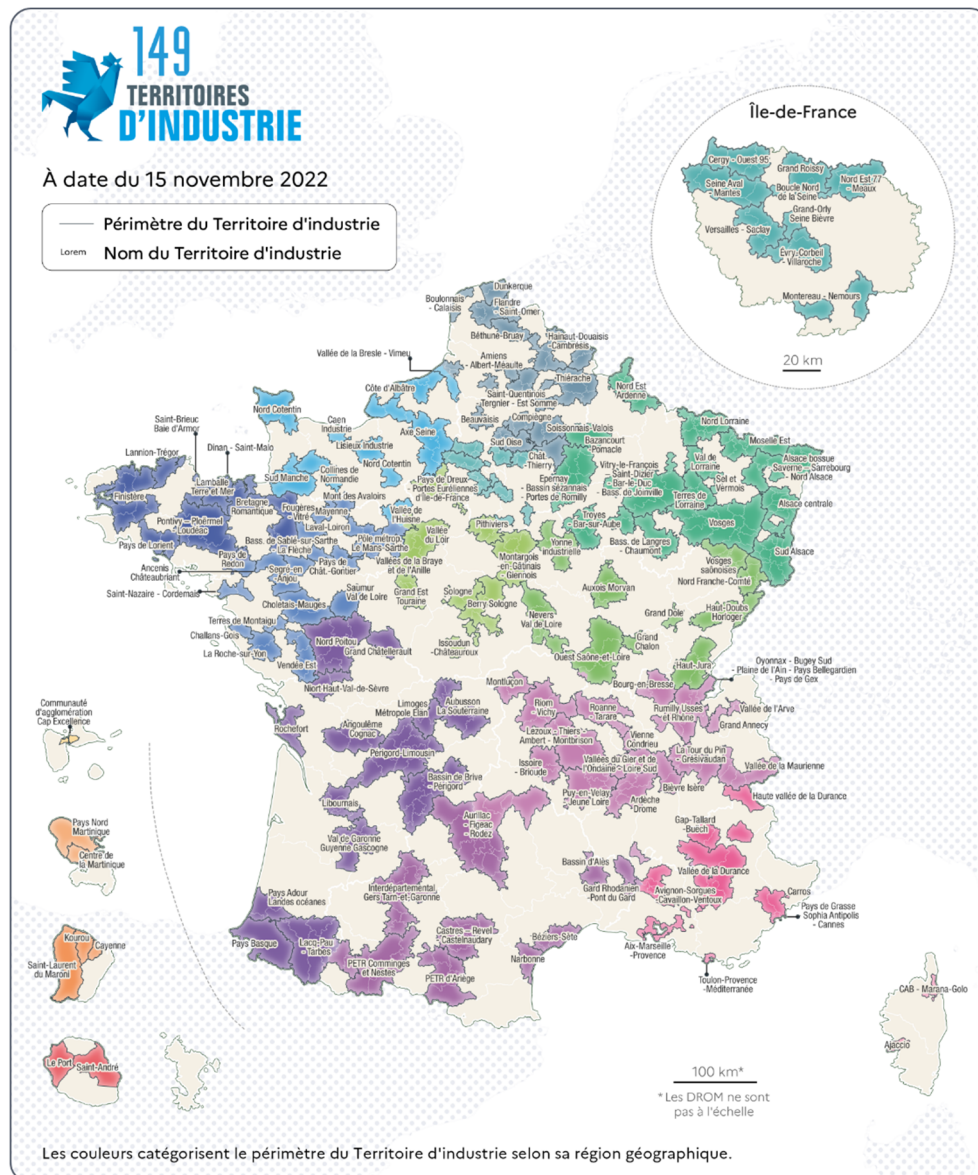 149
TERRITOIRES
D'INDUSTRIE
À date du 15 novembre 2022
Périmètre du Territoire d'industrie
Lorem
Nom du Territoire d'industrie
Île-de-France
Cergy - Ouest 95
Grand Roissy
Nord Est 77
- Meaux
Seine Aval
- Mantes
Boucle Nord
de la Seine
Grand-Orly
Seine Bièvre
Versailles - Saclay
Évry-Corbeil
- Villaroche
Montereau - Nemours
20 km
Dunkerque
Boulonnais
- Calaisis
Flandre
- Saint-Omer
Béthune-Bruay
Hainaut-Douaisis
-Cambrésis
Vallée de la Bresle - Vimeu
Amiens
- Albert-Méaulte
Thiérache
Côte d'Albâtre
Saint-Quentinois
Tergnier - Est Somme
Nord Est
Ardenne
Nord Cotentin
Caen
Industrie
Beauvaisis
Compiègne
Saint-Brieuc
Baie d'Armor
Axe Seine
Soissonnais-Valois
Nord Lorraine
Lisieux Industrie
Sud Oise
Bazancourt
Pomacle
Moselle Est
Dinan - Saint-Malo
Lannion-Trégor
Nord Cotentin
Chât.
Thierry
Val de
Lorraine
Alsace bossue
Saverne - Sarrebourg
- Nord Alsace
Collines de
Normandie
Sud Manche
Pays de Dreux
- Portes Euréliennes
d'Île-de-France
Epernay
- Bassin sézannais
- Portes de Romilly
Vitry-le-François
- Saint-Dizier
- Bar-le-Duc
- Bass. de Joinville
Sel et
Vermois
Lamballe
Terre et Mer
Finistère
Bretagne
Romantique
Mont des Avaloirs
Terres de
Lorraine
Alsace centrale
Fougères
- Vitré
Mayenne
Vallée de
l'Huisne
Troyes
Bar-sur-Aube
Vosges
Pontivy - Ploërmel
Loudéac
Laval-Loiron
Pithiviers
Vallée
du Loir
Pays de Lorient
Bass. de Sablé-sur-Sarthe
- La Flèche
Pôle métrop.
Le Mans-Sarthe
Yonne
industrielle
Bass. de Langres
- Chaumont
Sud Alsace
Pays de
Redon
Montargois
-en-Gâtinais
- Giennois
Vosges
saônoises
Ancenis
Châteaubriant
Segré-en
- Anjou
Pays de
Chât.-Gontier
Vallées de la Braye
et de l'Anille
Nord Franche-Comté
Saint-Nazaire - Cordemais
Saumur
Val de Loire
Grand Est
Touraine
Sologne
Auxois Morvan
Choletais-Mauges
Berry Sologne
Haut-Doubs
Horloger
Nevers
Val de Loire
Grand Dole
Terres de Montaigu
Challans-Gois
Nord Poitou
Issoudun
- Châteauroux
Grand
Chalon
La Roche-sur-Yon
Grand Châtellerault
Ouest Saône-et-Loire
Haut-Jura
Vendée Est
Oyonnax - Bugey Sud
- Plaine de l'Ain - Pays Bellegardien
- Pays de Gex
Niort Haut-Val-de-Sèvre
Montluçon
Bourg-en-Bresse
Communauté
d'agglomération
Cap Excellence
Limoges
Métropole Elan
Aubusson
La Souterraine
Riom
- Vichy
Roanne
- Tarare
Rumilly Usses
et Rhône
Vallée de l'Arve
Rochefort
Angoulême
Cognac
Grand Annecy
Lezoux - Thiers
Ambert - Montbrison
Vienne
Condrieu
Périgord-Limousin
La Tour du Pin
- Grésivaudan
Issoire
- Brioude
Vallées du Gier et de
l'Ondaine - Loire Sud
Vallée de la Maurienne
Bassin de Brive
- Périgord
Bièvre Isère
Puy-en-Velay
- Jeune Loire
Haute vallée de la Durance
Libournais
Ardèche
- Drome
Aurillac
- Figeac
- Rodez
Gap-Tallard
-Buëch
Pays Nord
Martinique
Val de Garonne
Guyenne Gascogne
Centre de
la Martinique
Bassin d'Alès
Vallée de la Durance
Interdépartemental
Gers Tarn-et-Garonne
Gard Rhodanien
-Pont du Gard
Avignon-Sorgues
Cavaillon-Ventoux
Carros
Pays Adour
Landes océanes
Pays de Grasse
Sophia Antipolis
- Cannes
Castres - Revel
- Castelnaudary
Kourou
Cayenne
Pays Basque
Lacq-Pau
- Tarbes
Béziers-Sète
Aix-Marseille
-Provence
Saint-Laurent
du Maroni
PETR Comminges
et Nestes
Narbonne
PETR d'Ariège
Toulon-Provence
-Méditerranée
CAB - Marana-Golo
Ajaccio
Le Port
Saint-André
100 km*
* Les DROM ne sont
pas à l'échelle
Les couleurs catégorisent le périmètre du Territoire d'industrie selon sa région géographique.